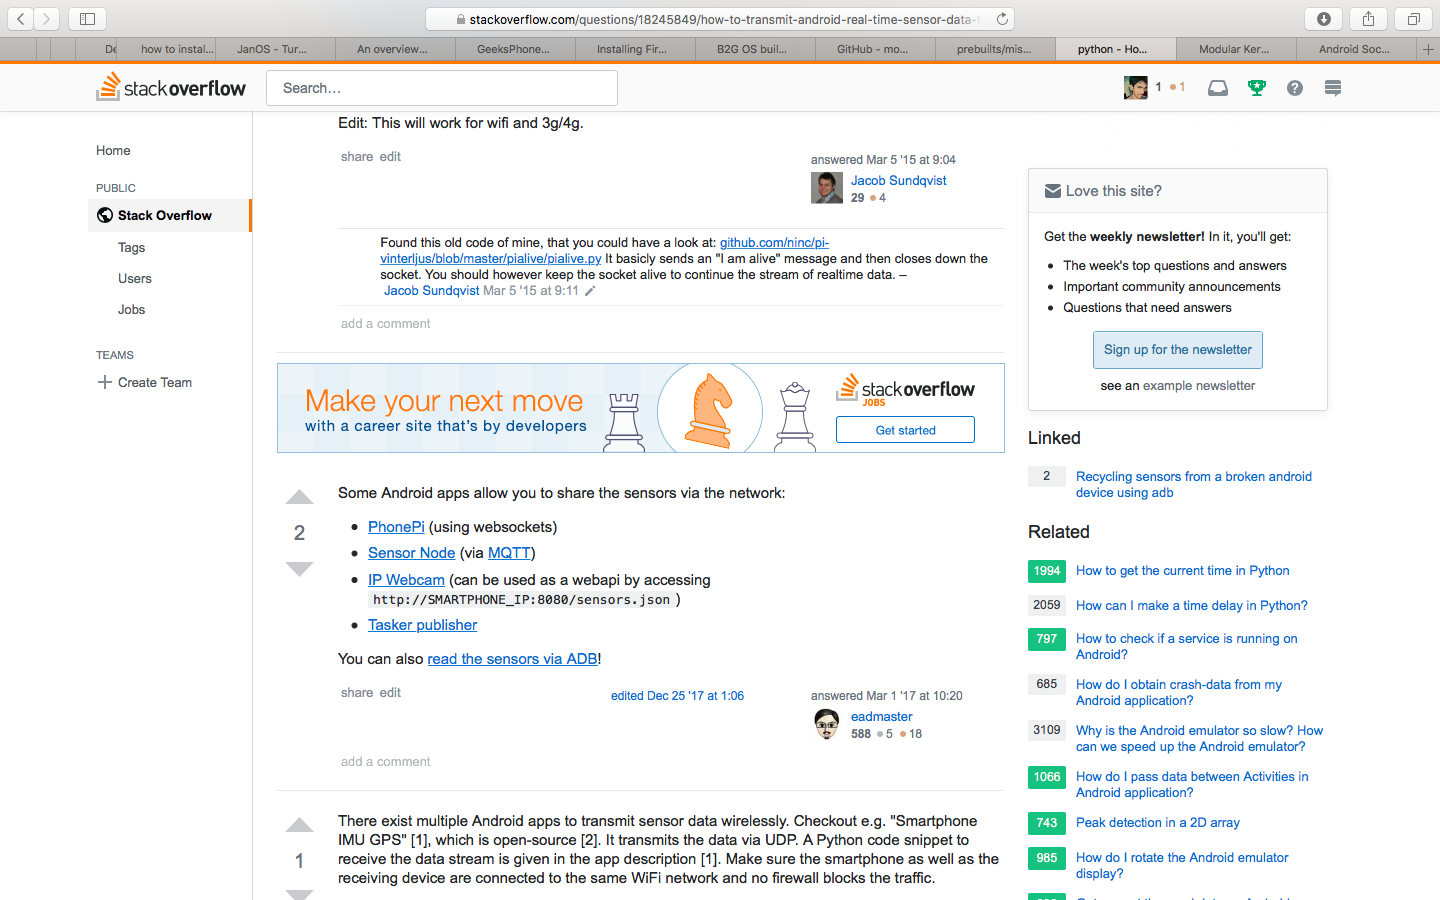 stackoverflow.com/questions/18245849/how-to-transmit-android-real-time-sensor-data-t
De
how to instal...
JanOS - Tur...
An overview...
GeeksPhone...
Installing Fir...
B2G OS buil...
GitHub - mo...
prebuilts/mis...
python - Ho...
Modular Ker...
Android Soc...
stackoverflow
Search...
1 1
Home
PUBLIC
Stack Overflow
Tags
Users
Jobs
TEAMS
Create Team
Edit: This will work for wifi and 3g/4g.
share edit
answered Mar 5 '15 at 9:04
Jacob Sundqvist
29 4
Found this old code of mine, that you could have a look at: github.com/ninc/pi-
vinterljus/blob/master/pialive/pialive.py It basicly sends an "I am alive" message and then closes down the
socket. You should however keep the socket alive to continue the stream of realtime data. –
Jacob Sundqvist Mar 5 '15 at 9:11
add a comment
Make your next move
with a career site that's by developers
stackoverflow
JOBS
Get started
2
Some Android apps allow you to share the sensors via the network:
• PhonePi (using websockets)
• Sensor Node (via MQTT)
• IP Webcam (can be used as a webapi by accessing
http://SMARTPHONE_IP:8080/sensors.json )
• Tasker publisher
You can also read the sensors via ADB!
share edit
edited Dec 25 '17 at 1:06
answered Mar 1 '17 at 10:20
eadmaster
588 5 18
add a comment
1
There exist multiple Android apps to transmit sensor data wirelessly. Checkout e.g. "Smartphone
IMU GPS" [1], which is open-source [2]. It transmits the data via UDP. A Python code snippet to
receive the data stream is given in the app description [1]. Make sure the smartphone as well as the
receiving device are connected to the same WiFi network and no firewall blocks the traffic.
Love this site?
Get the weekly newsletter! In it, you'll get:
• The week's top questions and answers
• Important community announcements
• Questions that need answers
Sign up for the newsletter
see an example newsletter
Linked
2 Recycling sensors from a broken android
device using adb
Related
1994 How to get the current time in Python
2059 How can I make a time delay in Python?
797 How to check if a service is running on
Android?
685 How do I obtain crash-data from my
Android application?
3109 Why is the Android emulator so slow? How
can we speed up the Android emulator?
1066 How do I pass data between Activities in
Android application?
743 Peak detection in a 2D array
985 How do I rotate the Android emulator
display?